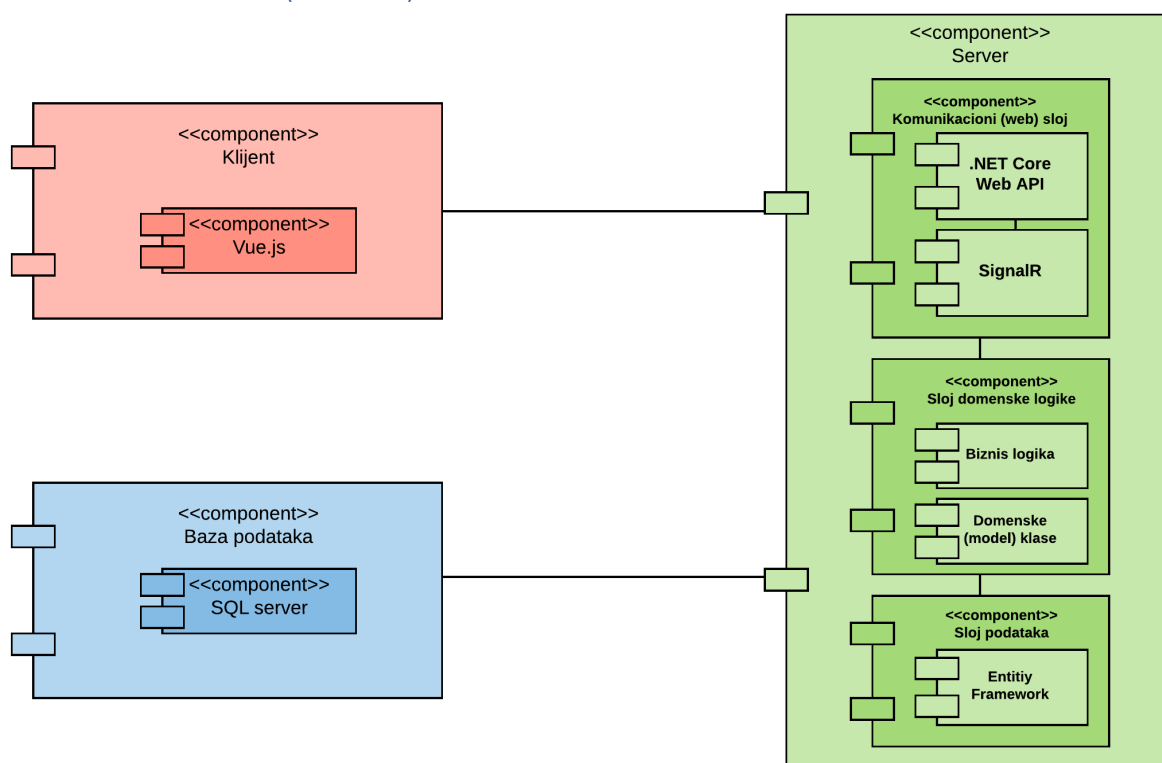 <<component>>
Klijent
<<component>>
Vue.js
<<component>>
Baza podataka
<<component>>
SQL server
<<component>>
Server
<<component>>
Komunikacioni (web) sloj
.NET Core
Web API
SignalR
<<component>>
Sloj domenske logike
Biznis logika
Domenske
(model) klase
<<component>>
Sloj podataka
Entitiy
Framework